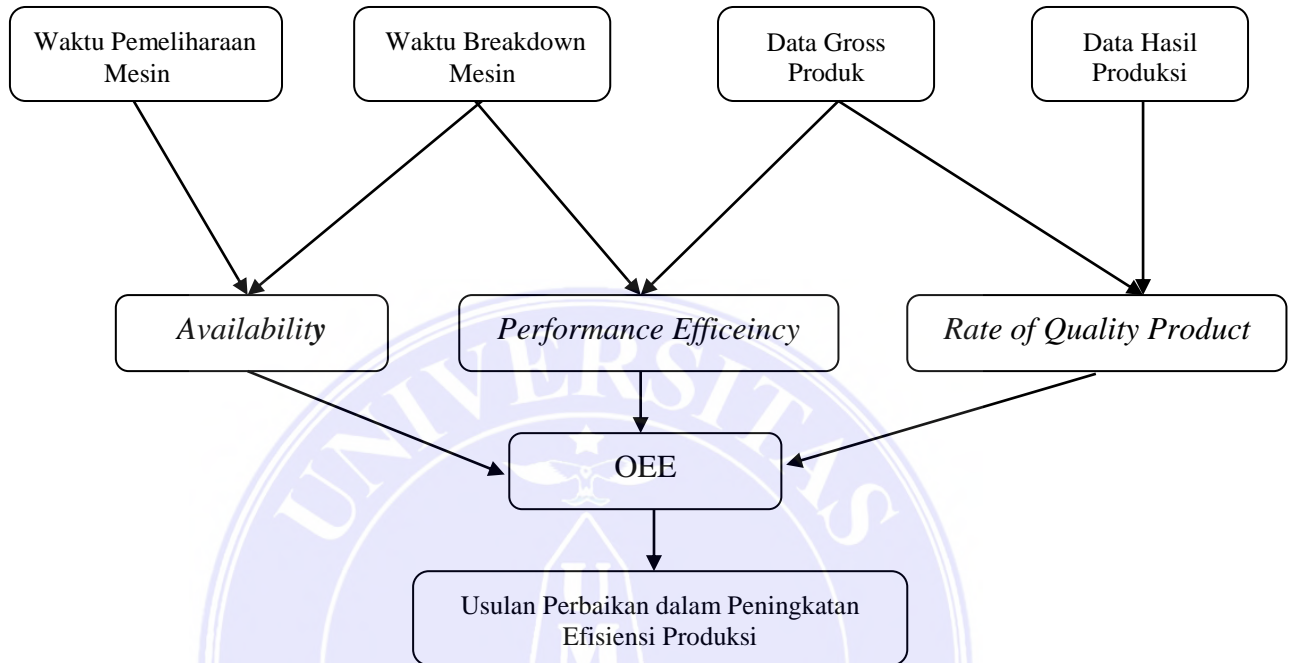 Waktu Pemeliharaan
Mesin
Waktu Breakdown
Mesin
Data Gross
Produk
Data Hasil
Produksi
Availability
Performance Efficeincy
Rate of Quality Product
UNIVERSITAS
OEE
Usulan Perbaikan dalam Peningkatan
Efisiensi Produksi